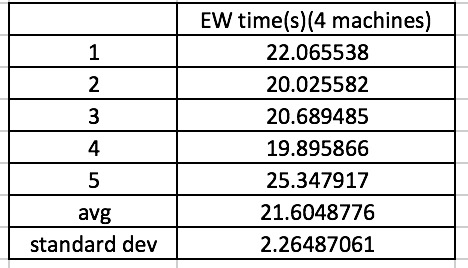 EW time(s)(4 machines)
1 22.065538
2 20.025582
3 20.689485
4 19.895866
5 25.347917
avg 21.6048776
standard dev 2.26487061